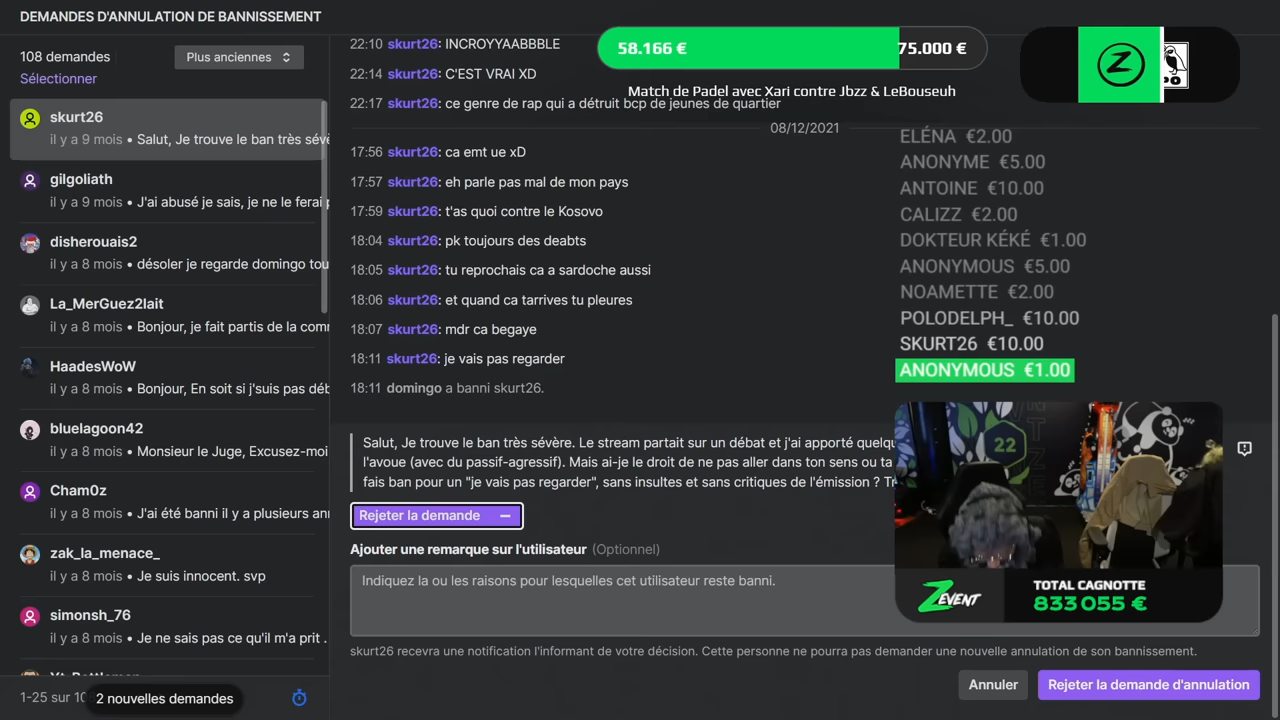 DEMANDES D'ANNULATION DE BANNISSEMENT
108 demandes
Plus anciennes
Sélectionner
skurt26
il y a 9 mois • Salut, Je trouve le ban très sévè
gilgoliath
il y a 9 mois • J'ai abusé je sais, je ne le ferai p
disherouais2
il y a 8 mois • désoler je regarde domingo tou
La_MerGuez2lait
il y a 8 mois • Bonjour, je fait partis de la com
HaadesWoW
il y a 8 mois • Bonjour, En soit si j'suis pas déb
bluelagoon42
il y a 8 mois • Monsieur le Juge, Excusez-moi
Cham0z
il y a 8 mois • J'ai été banni il y a plusieurs ann
zak_la_menace_
il y a 8 mois • Je suis innocent. svp
simonsh_76
il y a 8 mois • Je ne sais pas ce qu'il m'a prit .
1-25 sur 10
2 nouvelles demandes
22:10 skurt26: INCROYYAABBBLE
22:14 skurt26: C'EST VRAI XD
22:17 skurt26: ce genre de rap qui a détruit bcp de jeunes de quartier
08/12/2021
17:56 skurt26: ca emt ue xD
17:57 skurt26: eh parle pas mal de mon pays
17:59 skurt26: t'as quoi contre le Kosovo
18:04 skurt26: pk toujours des deabts
18:05 skurt26: tu reprochais ca a sardoche aussi
18:06 skurt26: et quand ca tarrives tu pleures
18:07 skurt26: mdr ca begaye
18:11 skurt26: je vais pas regarder
18:11 domingo a banni skurt26.
Salut, Je trouve le ban très sévère. Le stream partait sur un débat et j'ai apporté quelqu
l'avoue (avec du passif-agressif). Mais ai-je le droit de ne pas aller dans ton sens ou ta
fais ban pour un "je vais pas regarder", sans insultes et sans critiques de l'émission ? Tr
Rejeter la demande
Ajouter une remarque sur l'utilisateur (Optionnel)
Indiquez la ou les raisons pour lesquelles cet utilisateur reste banni.
skurt26 recevra une notification l'informant de votre décision. Cette personne ne pourra pas demander une nouvelle annulation de son bannissement.
Annuler
Rejeter la demande d'annulation
58.166 €
75.000 €
Match de Padel avec Xari contre Jbzz & LeBouseuh
Z
PO
ELÉNA €2.00
ANONYME €5.00
ANTOINE €10.00
CALIZZ €2.00
DOKTEUR KÉKÉ €1.00
ANONYMOUS €5.00
NOAMETTE €2.00
POLODELPH_ €10.00
SKURT26 €10.00
ANONYMOUS €1.00
22
ZEVENT
TOTAL CAGNOTTE
833 055 €